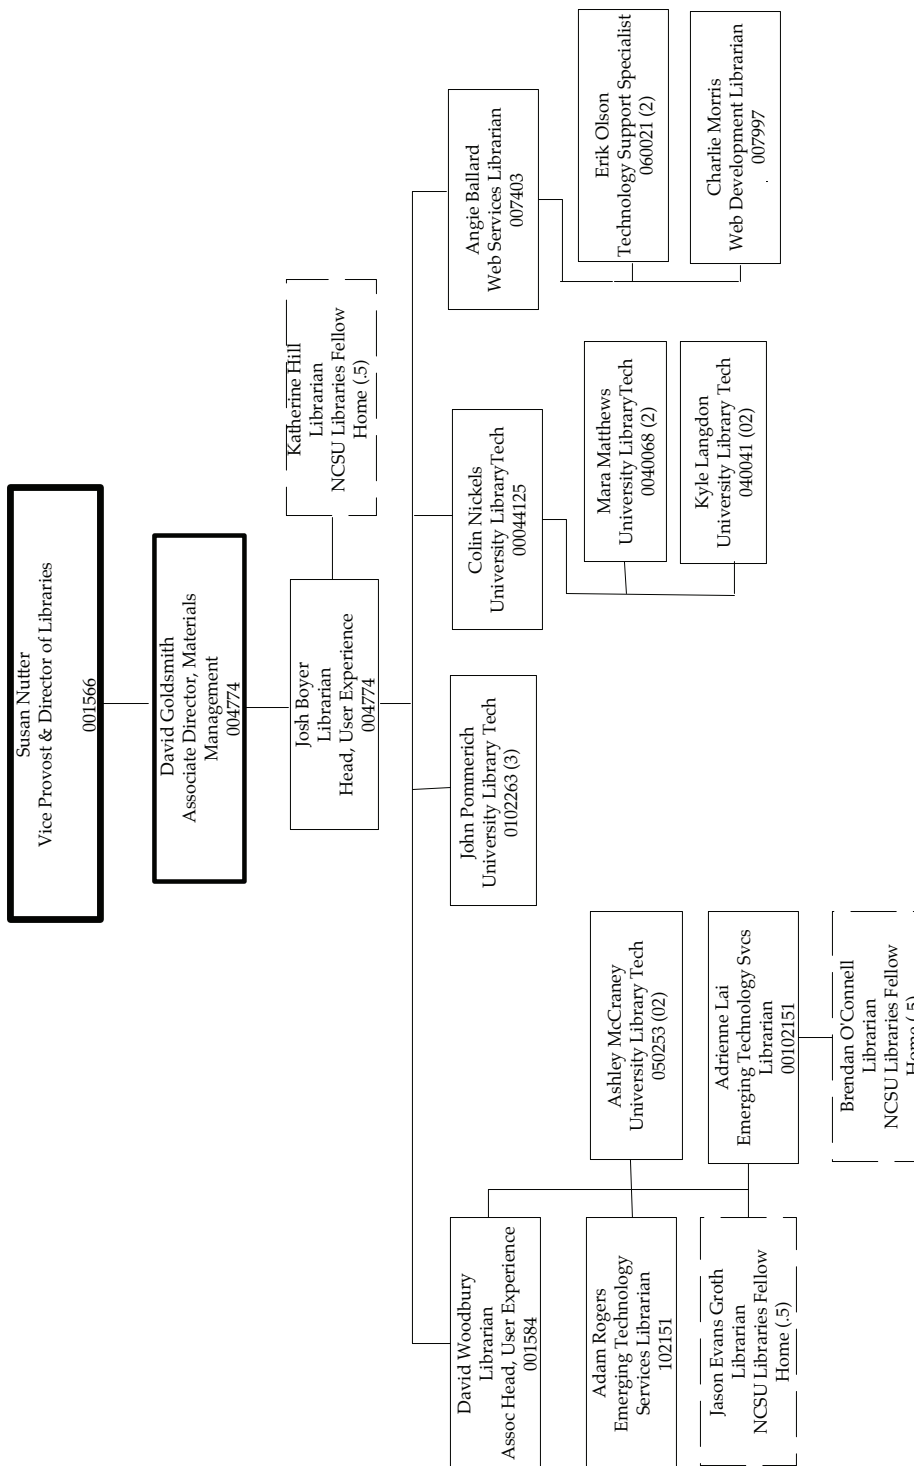 Susan Nutter
Vice Provost & Director of Libraries
001566
David Goldsmith
Associate Director, Materials
Management
004774
Josh Boyer
Librarian
Head, User Experience
004774
Katherine Hill
Librarian
NCSU Libraries Fellow
Home (.5)
David Woodbury
Librarian
Assoc Head, User Experience
001584
John Pommerich
University Library Tech
0102263 (3)
Colin Nickels
University LibraryTech
00044125
Angie Ballard
Web Services Librarian
007403
Adam Rogers
Emerging Technology
Services Librarian
102151
Ashley McCraney
University Library Tech
050253 (02)
Mara Matthews
University LibraryTech
0040068 (2)
Erik Olson
Technology Support Specialist
060021 (2)
Jason Evans Groth
Librarian
NCSU Libraries Fellow
Home (.5)
Adrienne Lai
Emerging Technology Svcs
Librarian
00102151
Kyle Langdon
University Library Tech
040041 (02)
Charlie Morris
Web Development Librarian
007997
.
Brendan O'Connell
Librarian
NCSU Libraries Fellow
Home (.5)